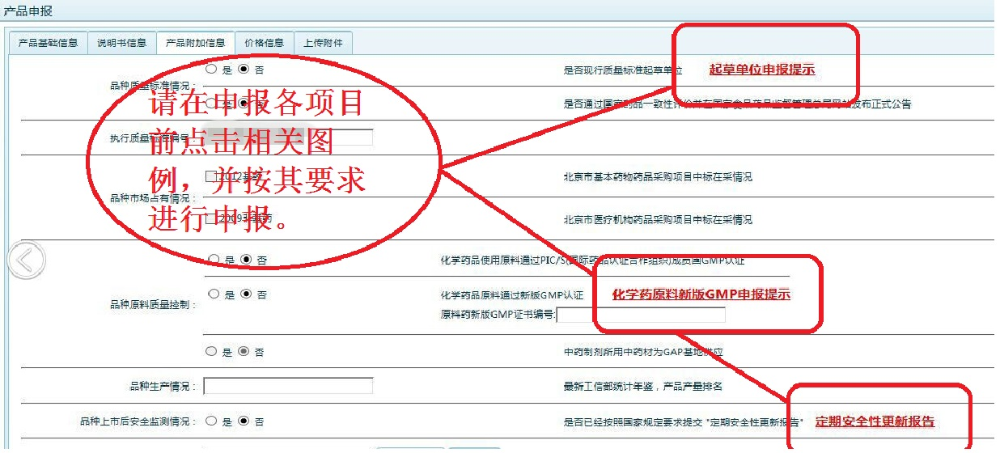 产品申报
产品基础信息 说明书信息 产品附加信息 价格信息 上传附件
是 否 是否现行质量标准起草单位 起草单位申报提示
品种质量标准情况：
是否通过国家药品一致性评价并在国家食品药品监督管理总局网站发布正式公告
请在申报各项目
前点击相关图
例，并按其要求
进行申报。
执行质量标准编号：
2012基药 北京市基本药物药品采购项目中标在采情况
品种市场占有情况：
北京市医疗机构药品采购项目中标在采情况
是 否 化学药品使用原料通过PIC/S(国际药品认证合作组织)成员国GMP认证
是 否 化学药品原料通过新版GMP认证 化学药原料新版GMP申报提示
品种原料质量控制：
原料药新版GMP证书编号:
是 否 中药制剂所用中药材为GAP基地供应
品种生产情况： 最新工信部统计年鉴，产品产量排名
品种上市后安全监测情况： 是 否 是否已经按照国家规定要求提交 "定期安全性更新报告" 定期安全性更新报告